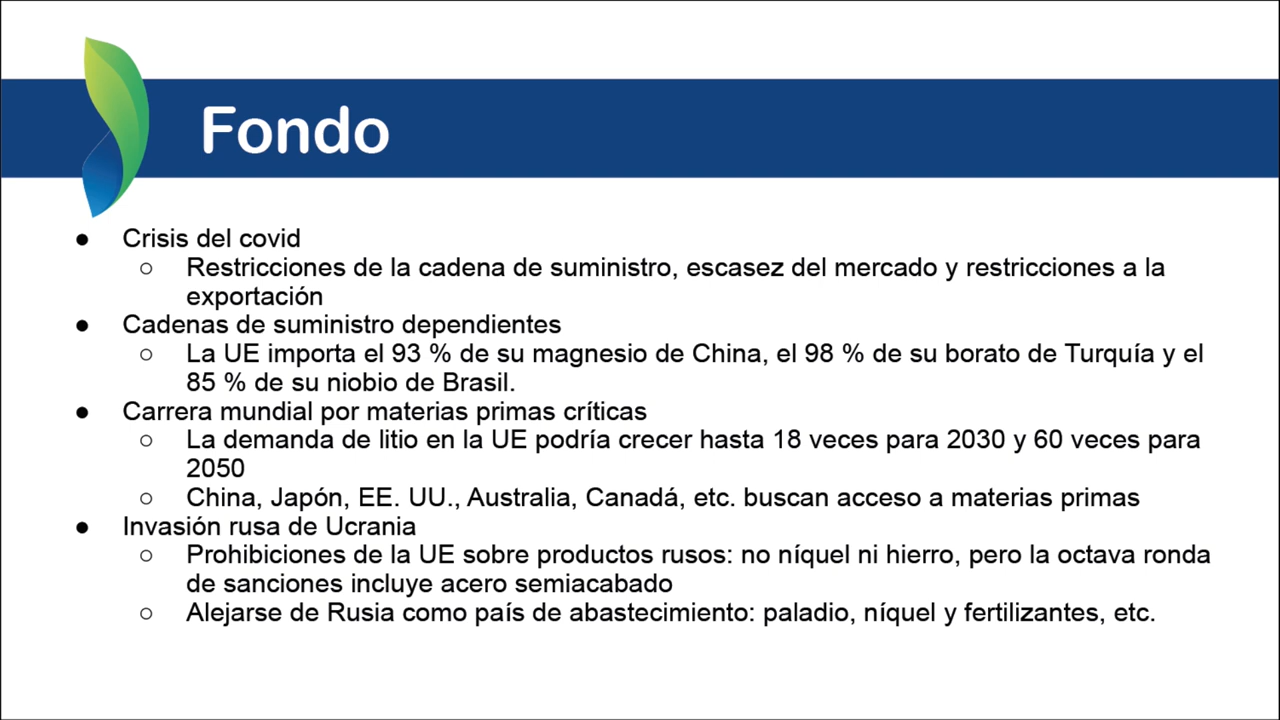 Fondo
● Crisis del covid
○ Restricciones de la cadena de suministro, escasez del mercado y restricciones a la
exportación
● Cadenas de suministro dependientes
○ La UE importa el 93 % de su magnesio de China, el 98 % de su borato de Turquía y el
85 % de su niobio de Brasil.
● Carrera mundial por materias primas críticas
○ La demanda de litio en la UE podría crecer hasta 18 veces para 2030 y 60 veces para
2050
○ China, Japón, EE. UU., Australia, Canadá, etc. buscan acceso a materias primas
● Invasión rusa de Ucrania
○ Prohibiciones de la UE sobre productos rusos: no níquel ni hierro, pero la octava ronda
de sanciones incluye acero semiacabado
○ Alejarse de Rusia como país de abastecimiento: paladio, níquel y fertilizantes, etc.